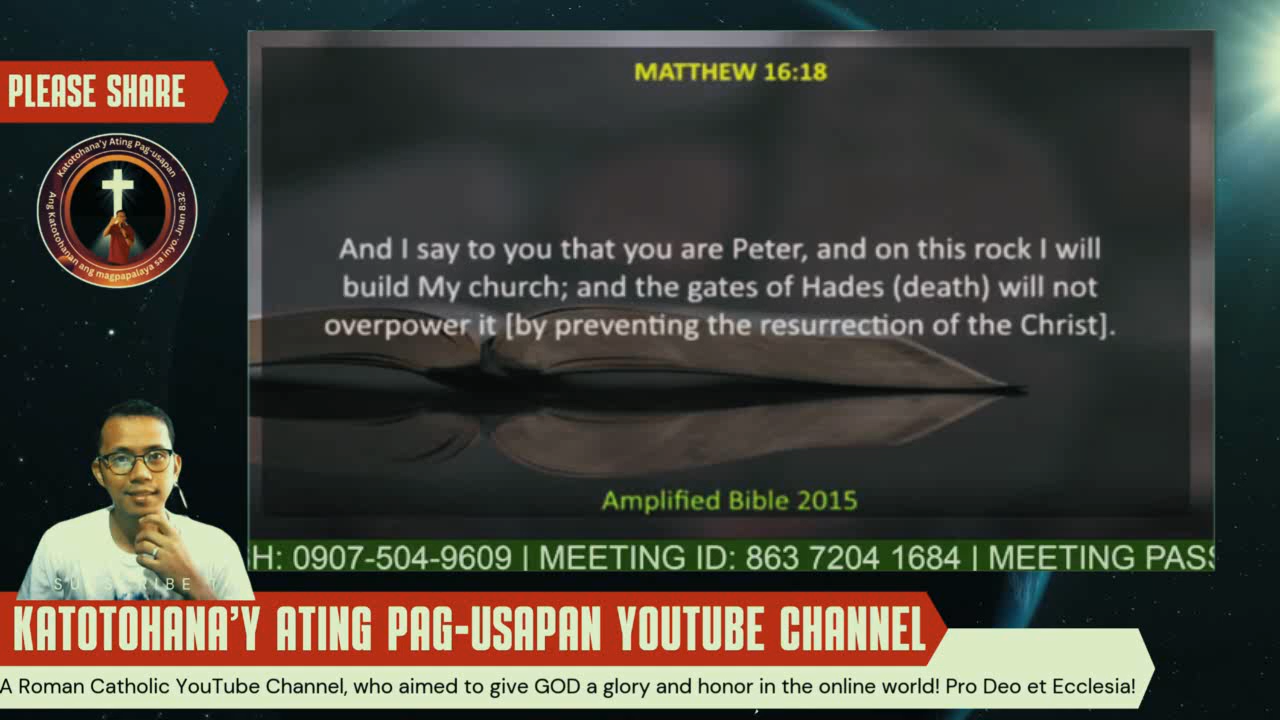 PLEASE SHARE
Katotohana'y Ating Pag-usapan
Ang Katotohanan ang magpapalaya sa inyo. Juan 8:32
MATTHEW 16:18
And I say to you that you are Peter, and on this rock I will
build My church; and the gates of Hades (death) will not
overpower it [by preventing the resurrection of the Christ].
Amplified Bible 2015
H: 0907-504-9609 | MEETING ID: 863 7204 1684 | MEETING PASS
SUBSCRIBE T
KATOTOHANA'Y ATING PAG-USAPAN YOUTUBE CHANNEL
A Roman Catholic YouTube Channel, who aimed to give GOD a glory and honor in the online world! Pro Deo et Ecclesia!